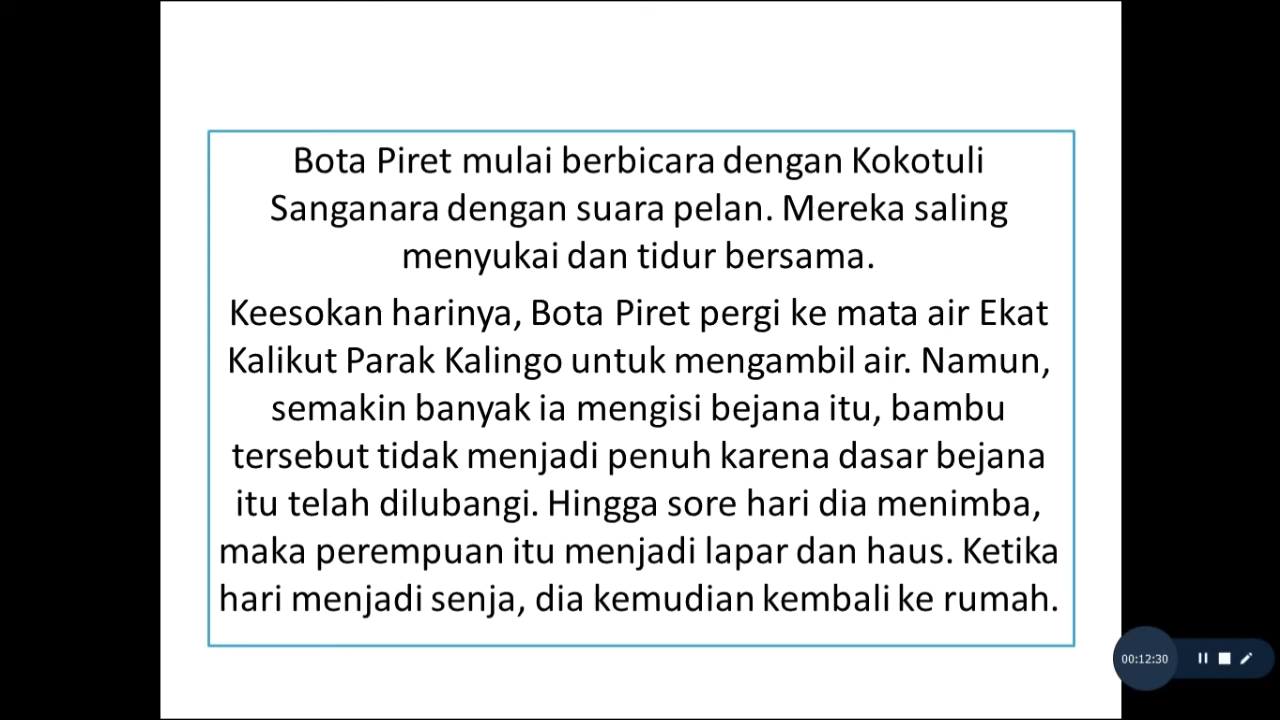 Bota Piret mulai berbicara dengan Kokotuli
Sanganara dengan suara pelan. Mereka saling
menyukai dan tidur bersama.
Keesokan harinya, Bota Piret pergi ke mata air Ekat
Kalikut Parak Kalingo untuk mengambil air. Namun,
semakin banyak ia mengisi bejana itu, bambu
tersebut tidak menjadi penuh karena dasar bejana
itu telah dilubangi. Hingga sore hari dia menimba,
maka perempuan itu menjadi lapar dan haus. Ketika
hari menjadi senja, dia kemudian kembali ke rumah.
00:12:30